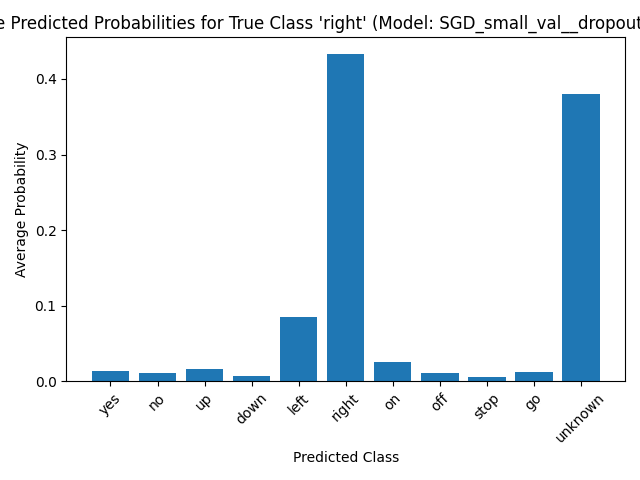 e Predicted Probabilities for True Class 'right' (Model: SGD_small_val__dropout
0.4
0.3
0.2
0.1
0.0
Average Probability
yes
no
up
down
left
right
on
off
stop
go
unknown
Predicted Class